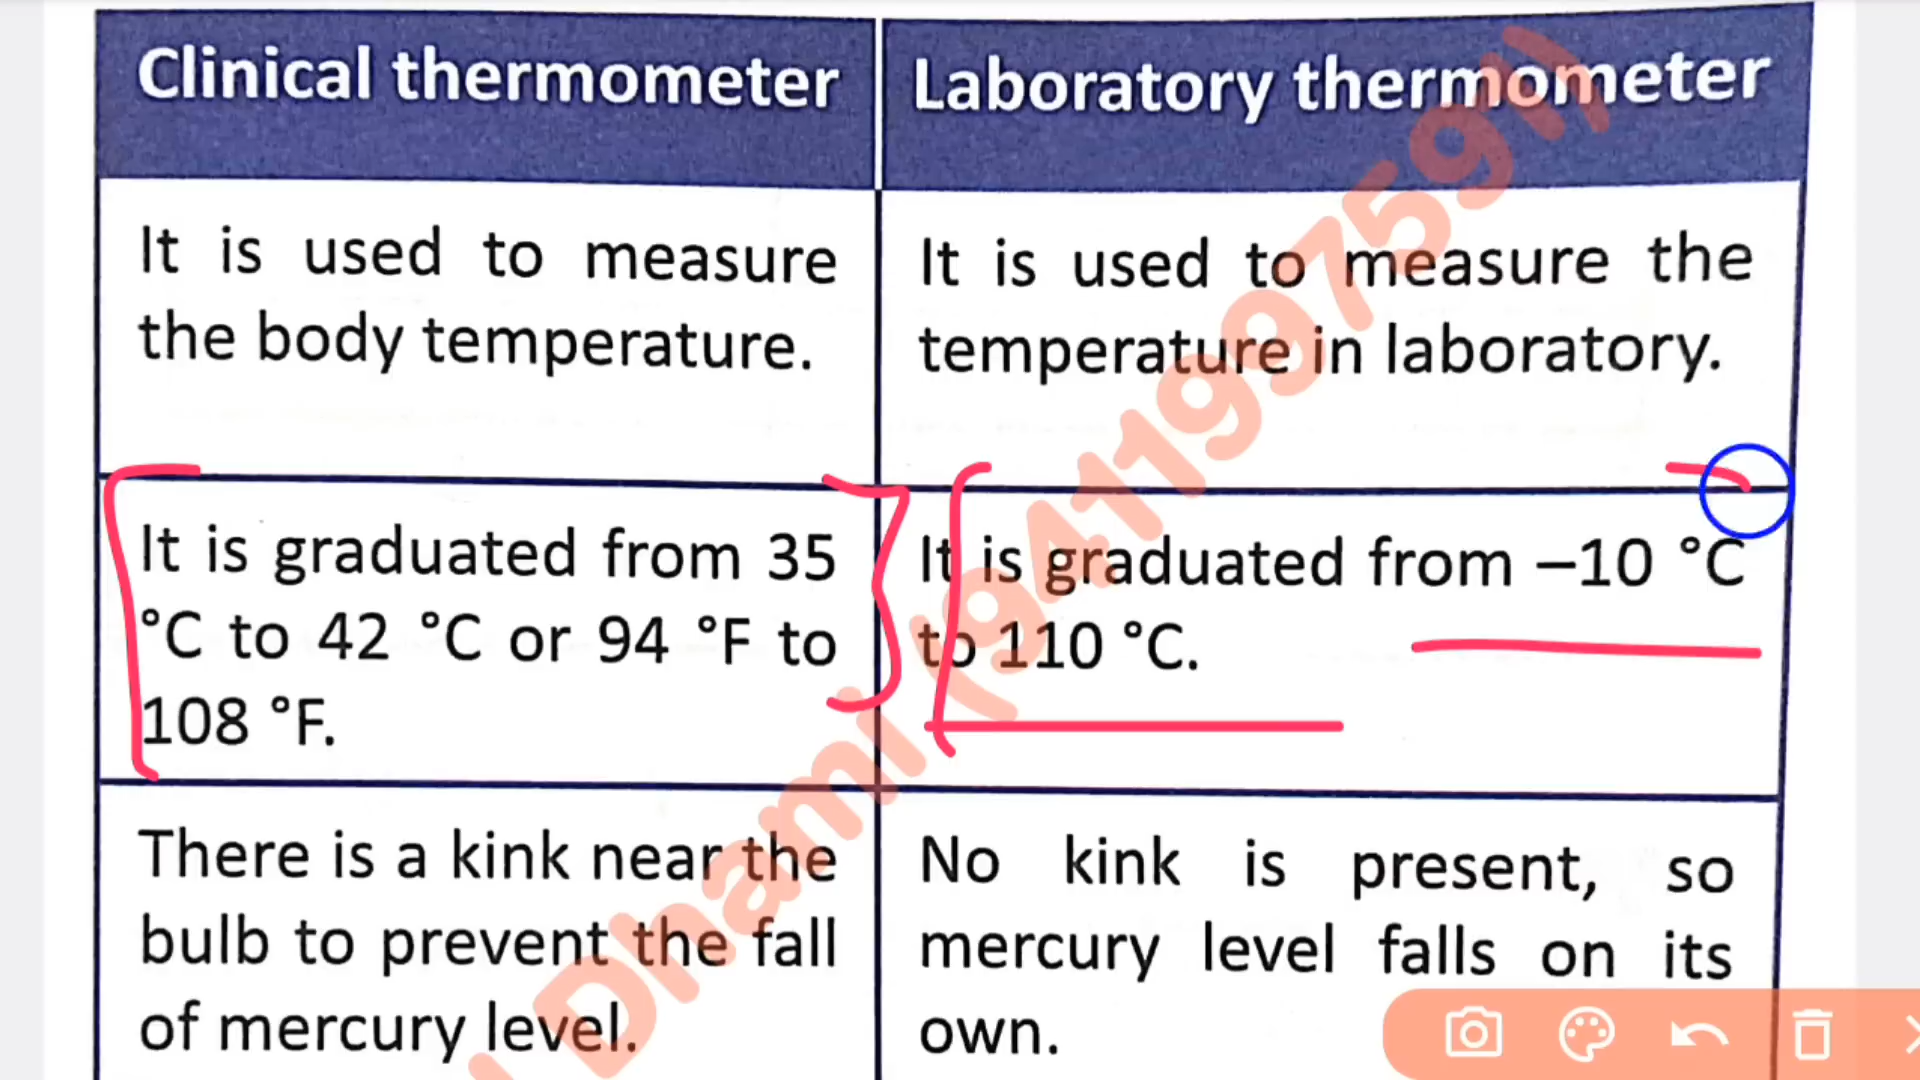 Clinical thermometer
Laboratory thermometer
It is used to measure
the body temperature.
It is used to measure the
temperature in laboratory.
It is graduated from 35
°C to 42 °C or 94 °F to
108 °F.
It is graduated from –10 °C
to 110 °C.
There is a kink near the
bulb to prevent the fall
of mercury level.
No kink is present, so
mercury level falls on its
own.
Dhami (9411997591)